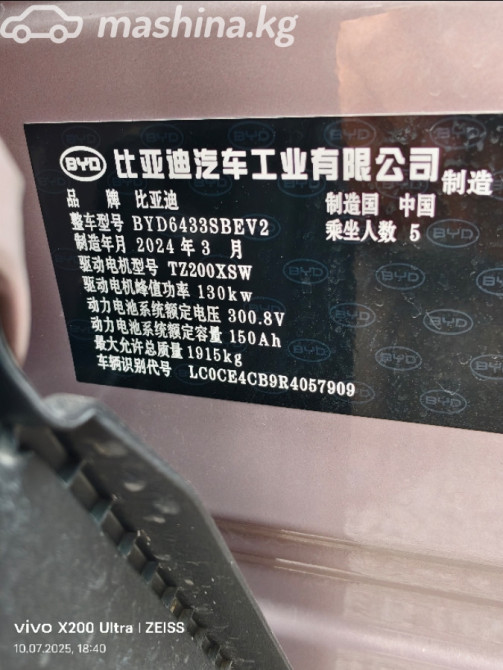 mashina.kg
BYD 比亚迪汽车工业有限公司 制造
品 牌 比亚迪
制造国 中国
整车型号 BYD6433SBEV2
乘坐人数 5
制造年月 2024 年 3 月
驱动电机型号 TZ200XSW
驱动电机峰值功率 130kw
动力电池系统额定电压 300.8V
动力电池系统额定容量 150Ah
最大允许总质量 1915kg
车辆识别代号 LC0CE4CB9R4057909
vivo X200 Ultra | ZEISS
10.07.2025, 18:40